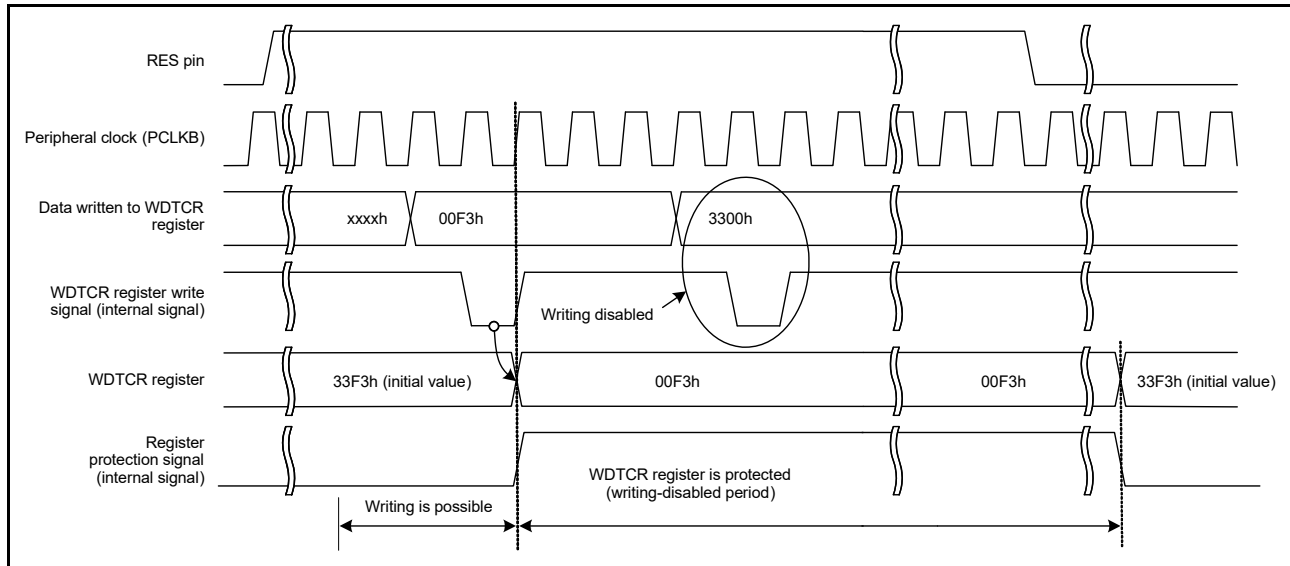 RES pin
Peripheral clock (PCLKB)
Data written to WDTCR
register
xxxxh
00F3h
3300h
WDTCR register write
signal (internal signal)
Writing disabled
WDTCR register
33F3h (initial value)
00F3h
00F3h
33F3h (initial value)
Register
protection signal
(internal signal)
WDTCR register is protected
(writing-disabled period)
Writing is possible